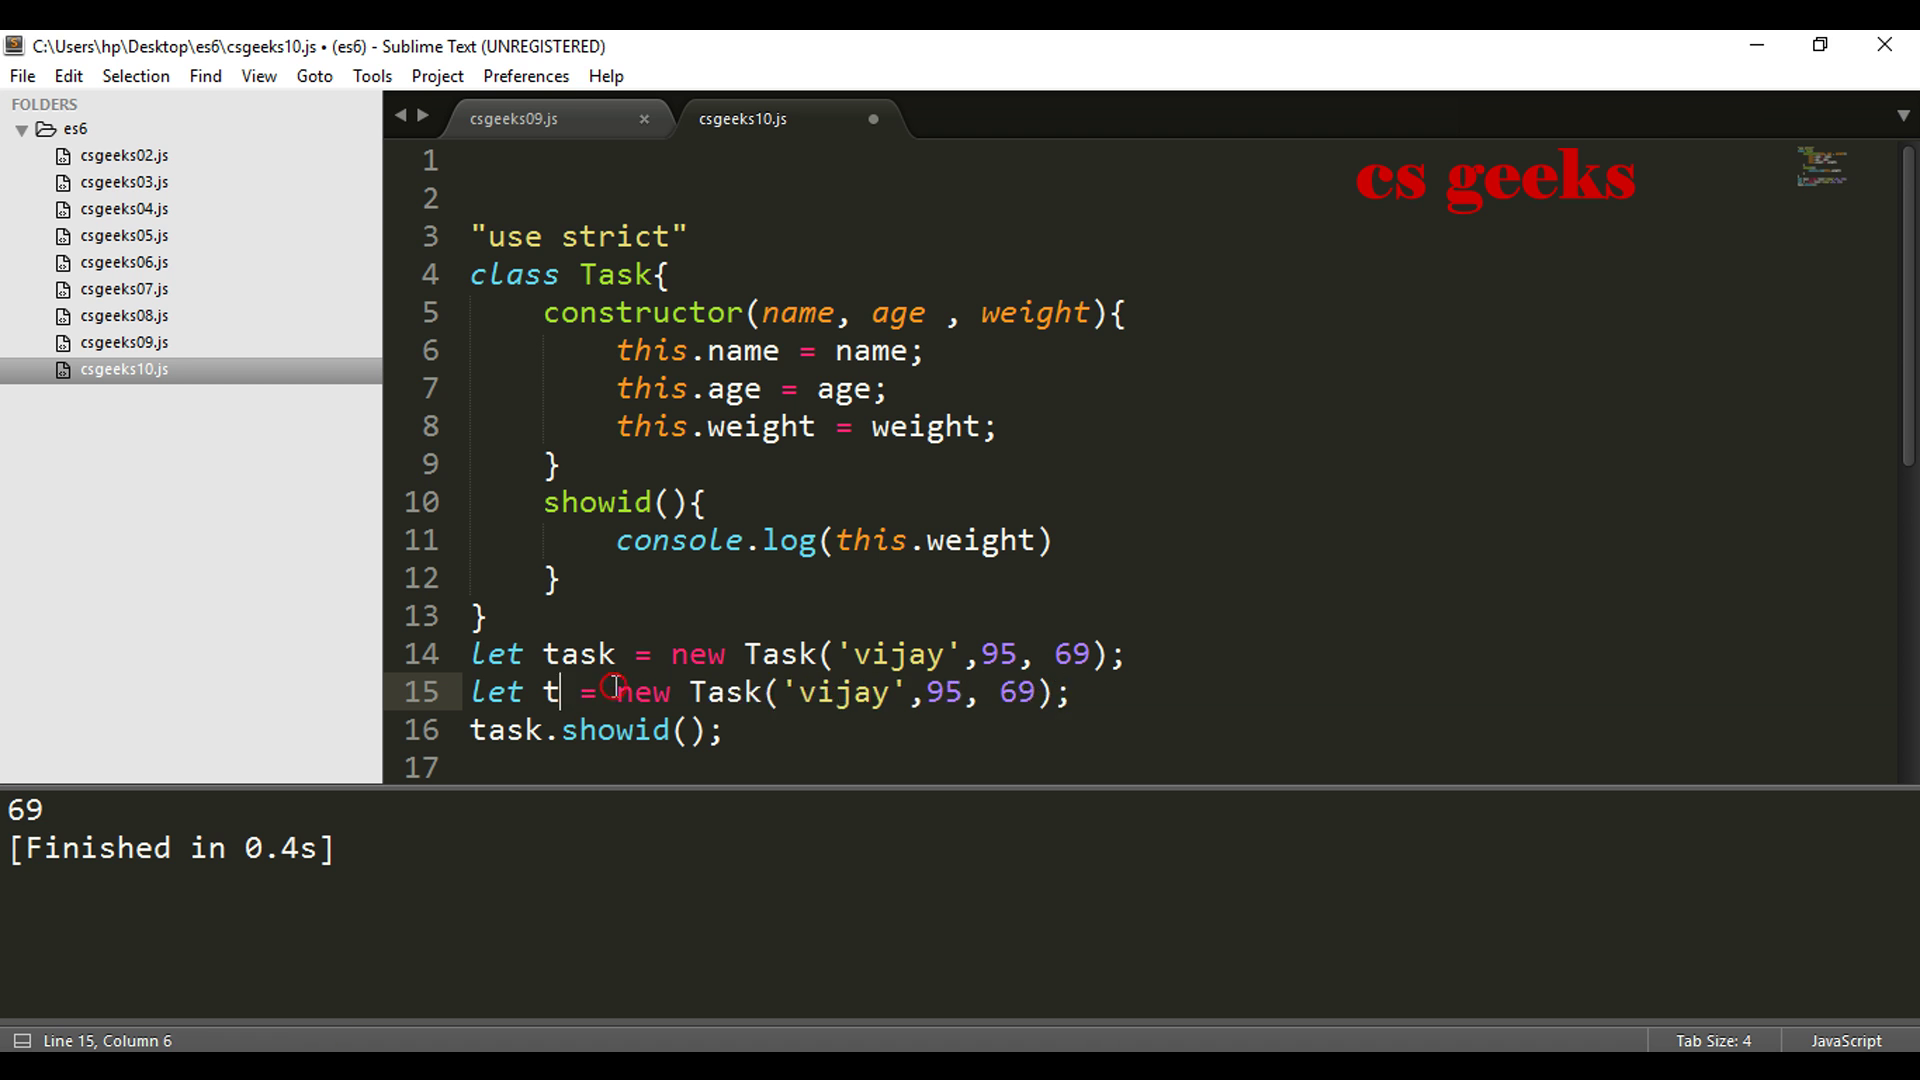 C:\Users\hp\Desktop\es6\csgeeks10.js • (es6) - Sublime Text (UNREGISTERED)
File Edit Selection Find View Goto Tools Project Preferences Help
FOLDERS
es6
csgeeks02.js
csgeeks03.js
csgeeks04.js
csgeeks05.js
csgeeks06.js
csgeeks07.js
csgeeks08.js
csgeeks09.js
csgeeks10.js
csgeeks09.js × csgeeks10.js
cs geeks
1
2
3 "use strict"
4 class Task{
5 constructor(name, age , weight){
6 this.name = name;
7 this.age = age;
8 this.weight = weight;
9 }
10 showid(){
11 console.log(this.weight)
12 }
13 }
14 let task = new Task('vijay',95, 69);
15 let t = new Task('vijay',95, 69);
16 task.showid();
17
69
[Finished in 0.4s]
Line 15, Column 6 Tab Size: 4 JavaScript